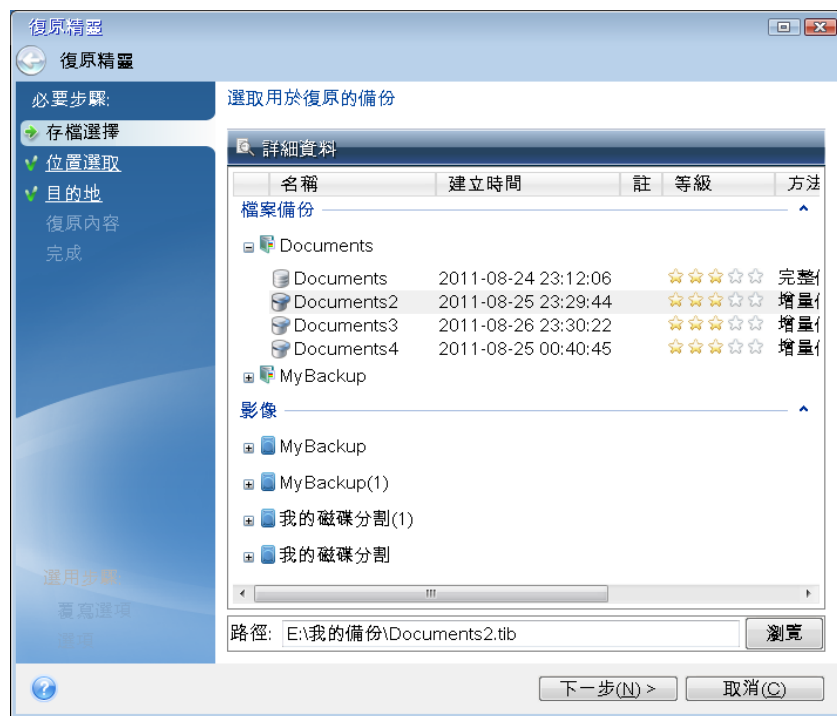 復原精靈
復原精靈
必要步驟:
存檔選擇
位置選取
目的地
復原內容
完成
選用步驟:
覆寫選項
選項
選取用於復原的備份
詳細資料
名稱 建立時間 註 等級 方法
檔案備份
Documents
Documents 2011-08-24 23:12:06 完整
Documents2 2011-08-25 23:29:44 增量
Documents3 2011-08-26 23:30:22 增量
Documents4 2011-08-25 00:40:45 增量
MyBackup
影像
MyBackup
MyBackup(1)
我的磁碟分割(1)
我的磁碟分割
路徑: E:\我的備份\Documents2.tib 瀏覽
下一步(N) > 取消(C)